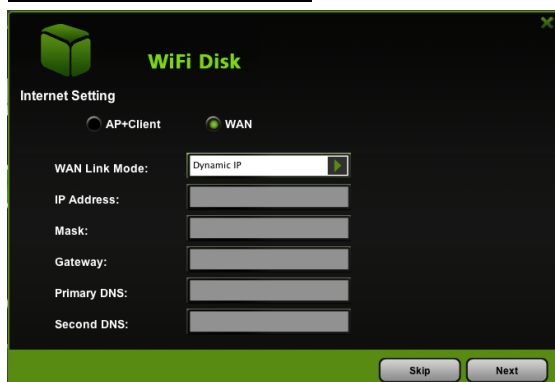 WiFi Disk
Internet Setting
AP+Client WAN
WAN Link Mode: Dynamic IP
IP Address:
Mask:
Gateway:
Primary DNS:
Second DNS:
Skip Next